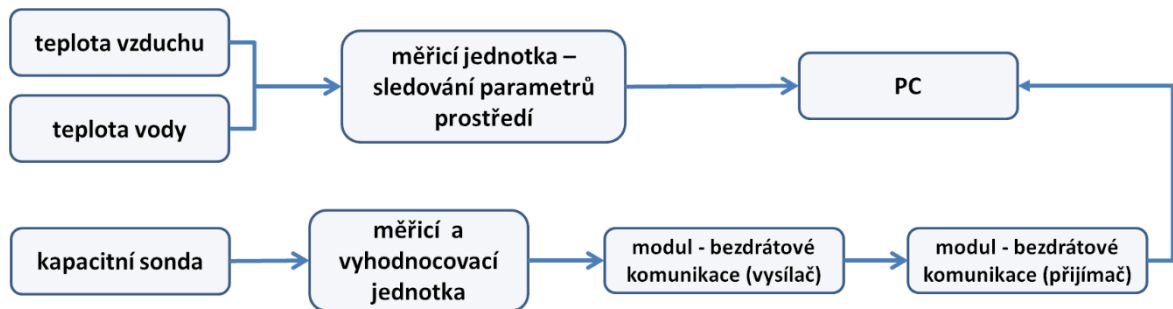 teplota vzduchu
teplota vody
měřicí jednotka –
sledování parametrů
prostředí
PC
kapacitní sonda
měřicí a
vyhodnocovací
jednotka
modul - bezdrátové
komunikace (vysílač)
modul - bezdrátové
komunikace (přijímač)